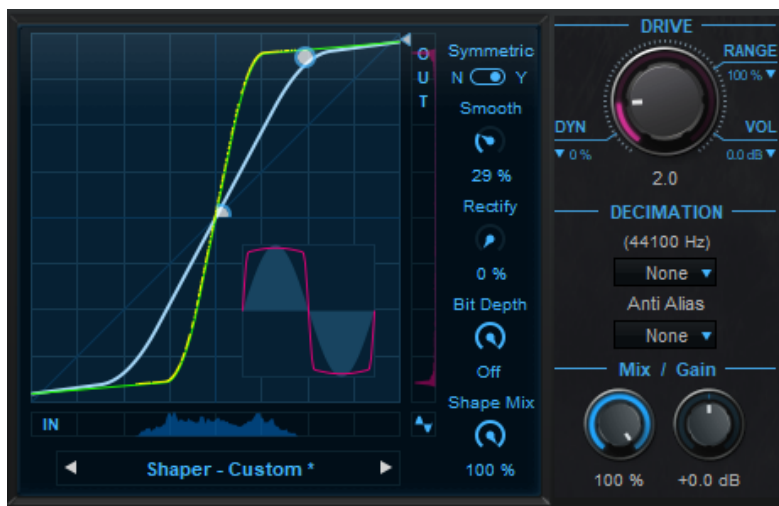 OUT
Symmetric
N Y
Smooth
29 %
Rectify
0 %
Bit Depth
Off
Shape Mix
100 %
IN
Shaper - Custom *
DRIVE
RANGE
100 %
DYN
0 %
VOL
0.0 dB
2.0
DECIMATION
(44100 Hz)
None
Anti Alias
None
Mix / Gain
100 % +0.0 dB